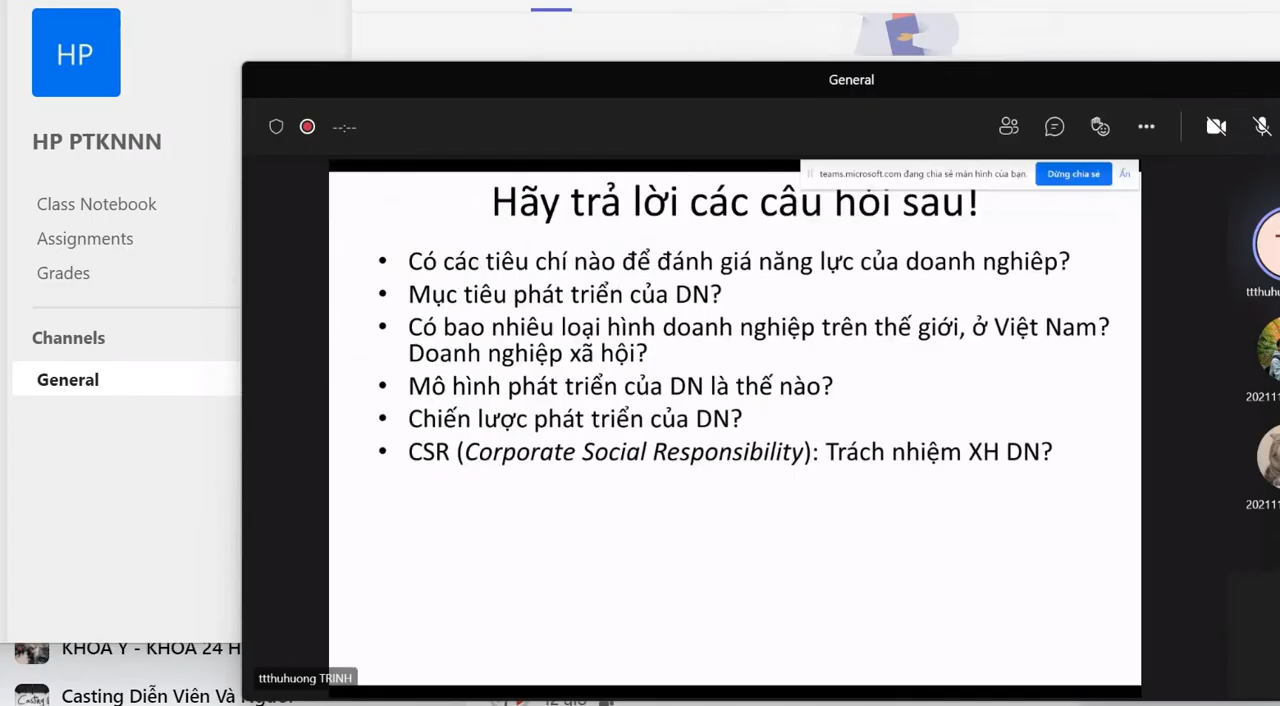 HP
HP PTKNNN
Class Notebook
Assignments
Grades
Channels
General
General
--:--
teams.microsoft.com đang chia sẻ màn hình của bạn.
Dừng chia sẻ
Ẩn
Hãy trả lời các câu hỏi sau!
• Có các tiêu chí nào để đánh giá năng lực của doanh nghiêp?
• Mục tiêu phát triển của DN?
• Có bao nhiêu loại hình doanh nghiệp trên thế giới, ở Việt Nam?
Doanh nghiệp xã hội?
• Mô hình phát triển của DN là thế nào?
• Chiến lược phát triển của DN?
• CSR (Corporate Social Responsibility): Trách nhiệm XH DN?
ttthuhu
202111
202111
ttthuhuong TRINH
KHOA Y - KHOA 24 H
Casting Diễn Viên Và
12 giờ